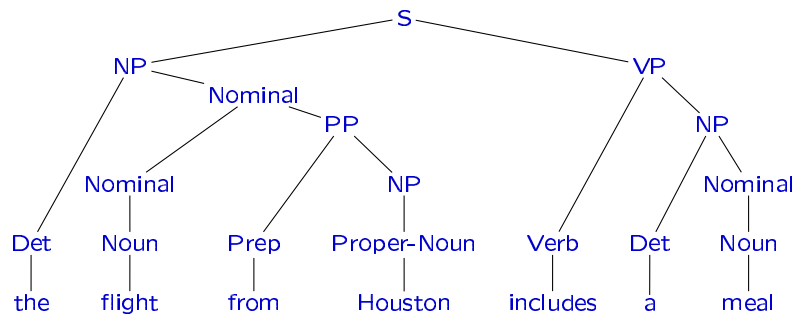 S
NP VP
Nominal
PP NP
Nominal NP Nominal
Det Noun Prep Proper-Noun Verb Det Noun
the flight from Houston includes a meal